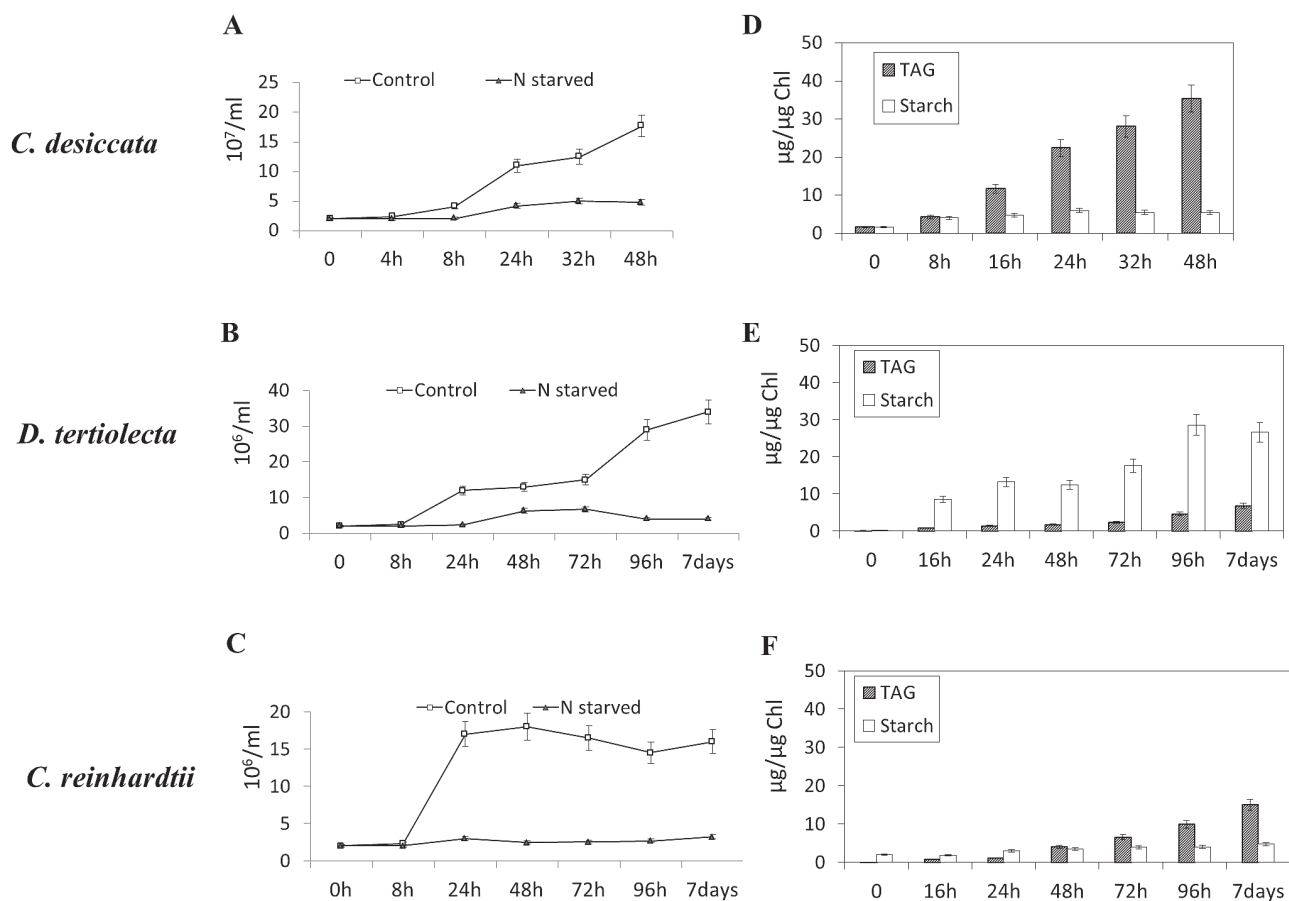 A
D
C. desiccata
Control
N starved
10⁷/ml
25
20
15
10
5
0
0 4h 8h 24h 32h 48h
µg/µg Chl
50
40
30
20
10
0
TAG
Starch
0 8h 16h 24h 32h 48h
B
E
D. tertiolecta
Control
N starved
10⁶/ml
40
30
20
10
0
0 8h 24h 48h 72h 96h 7days
µg/µg Chl
50
40
30
20
10
0
TAG
Starch
0 16h 24h 48h 72h 96h 7days
C
F
C. reinhardtii
Control
N starved
10⁶/ml
20
15
10
5
0
0h 8h 24h 48h 72h 96h 7days
µg/µg Chl
50
40
30
20
10
0
TAG
Starch
0 16h 24h 48h 72h 96h 7days